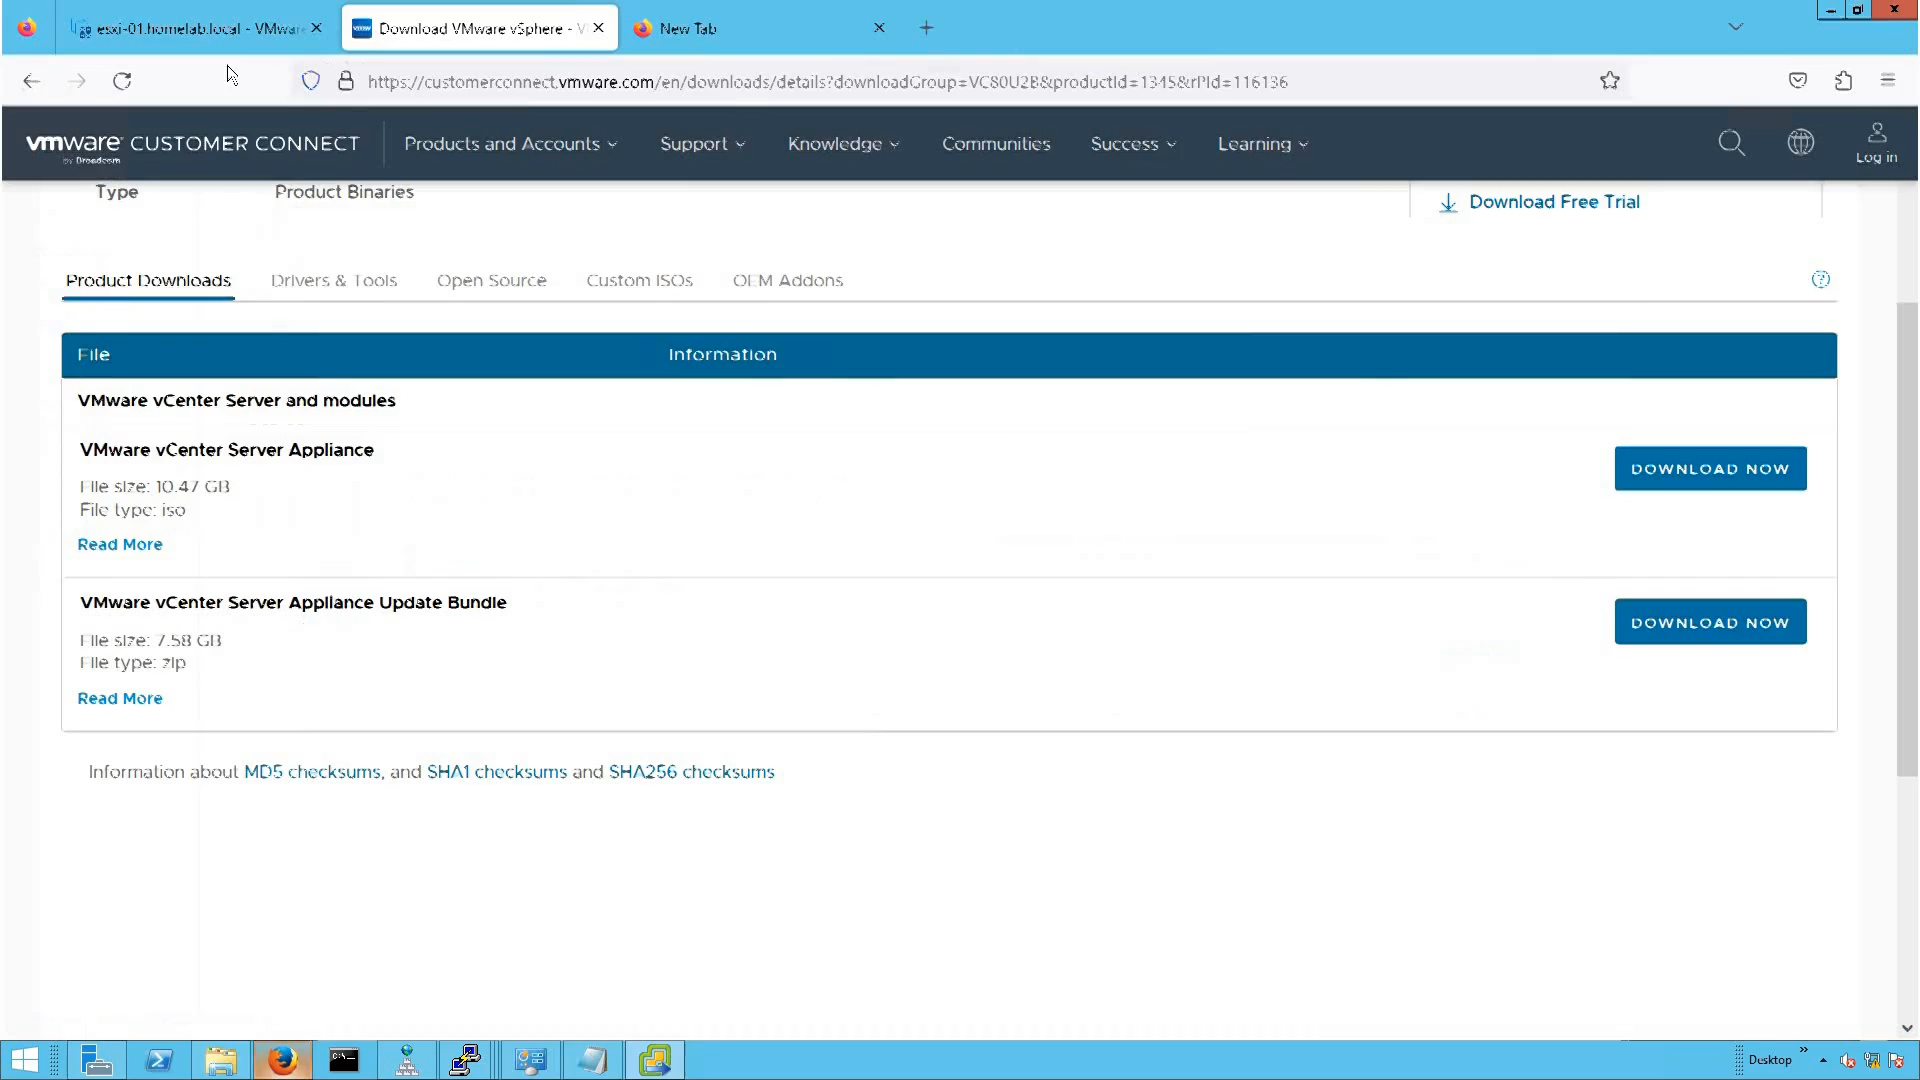 esxi-01.homelab.local - VMwar
Download VMware vSphere - V
New Tab
https://customerconnect.vmware.com/en/downloads/details?downloadGroup=VC80U2B&productId=1345&rPId=116136
vmware CUSTOMER CONNECT
by Broadcom
Products and Accounts
Support
Knowledge
Communities
Success
Learning
Log in
Type Product Binaries
Download Free Trial
Product Downloads
Drivers & Tools
Open Source
Custom ISOs
OEM Addons
File Information
VMware vCenter Server and modules
VMware vCenter Server Appliance
File size: 10.47 GB
File type: iso
Read More
DOWNLOAD NOW
VMware vCenter Server Appliance Update Bundle
File size: 7.58 GB
File type: zip
Read More
DOWNLOAD NOW
Information about MD5 checksums, and SHA1 checksums and SHA256 checksums
Desktop